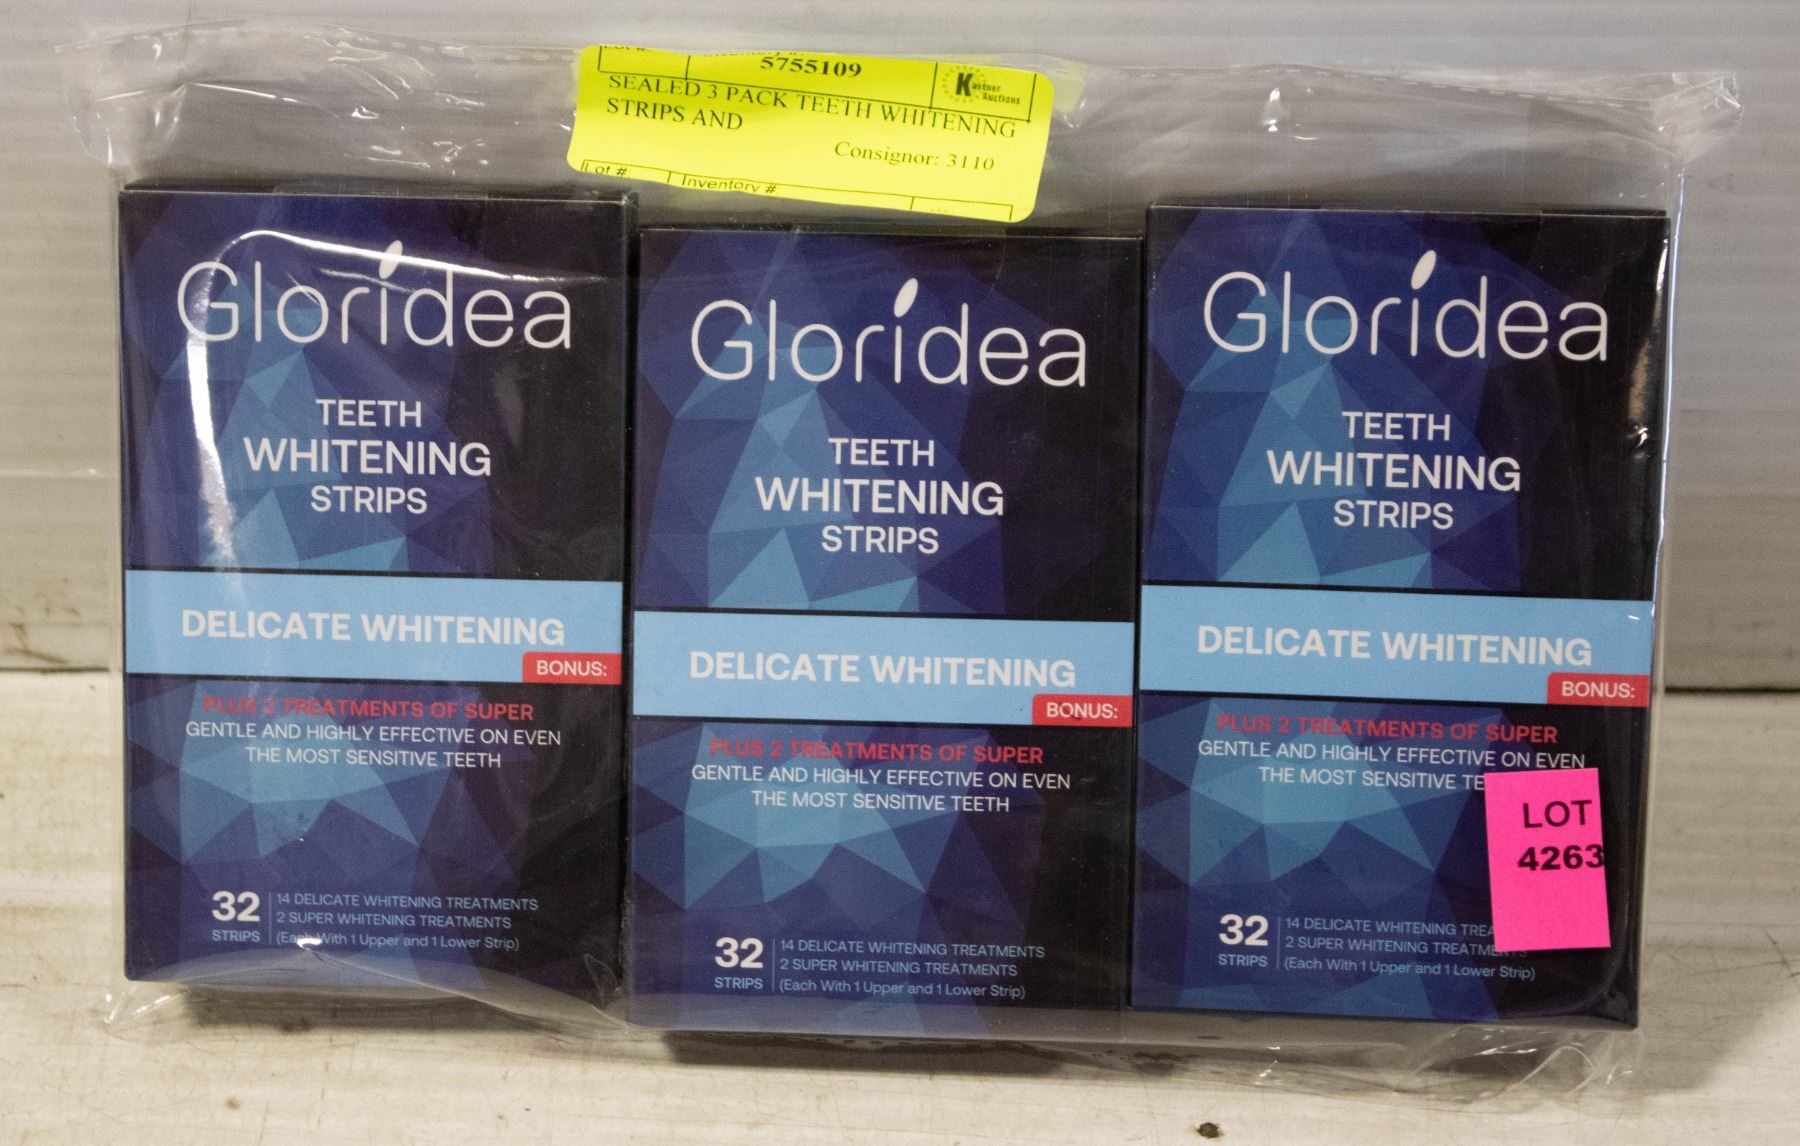 5755109
Kastner Auctions
SEALED 3 PACK TEETH WHITENING
STRIPS AND
Consignor: 3110
Lot #: Inventory #
Gloridea
TEETH
WHITENING
STRIPS
DELICATE WHITENING
BONUS:
PLUS 2 TREATMENTS OF SUPER
GENTLE AND HIGHLY EFFECTIVE ON EVEN
THE MOST SENSITIVE TEETH
32
STRIPS
14 DELICATE WHITENING TREATMENTS
2 SUPER WHITENING TREATMENTS
(Each With 1 Upper and 1 Lower Strip)
Gloridea
TEETH
WHITENING
STRIPS
DELICATE WHITENING
BONUS:
PLUS 2 TREATMENTS OF SUPER
GENTLE AND HIGHLY EFFECTIVE ON EVEN
THE MOST SENSITIVE TEETH
32
STRIPS
14 DELICATE WHITENING TREATMENTS
2 SUPER WHITENING TREATMENTS
(Each With 1 Upper and 1 Lower Strip)
Gloridea
TEETH
WHITENING
STRIPS
DELICATE WHITENING
BONUS:
PLUS 2 TREATMENTS OF SUPER
GENTLE AND HIGHLY EFFECTIVE ON EVEN
THE MOST SENSITIVE TE
LOT
4263
32
STRIPS
14 DELICATE WHITENING TREA
2 SUPER WHITENING TREATME
(Each With 1 Upper and 1 Lower Strip)